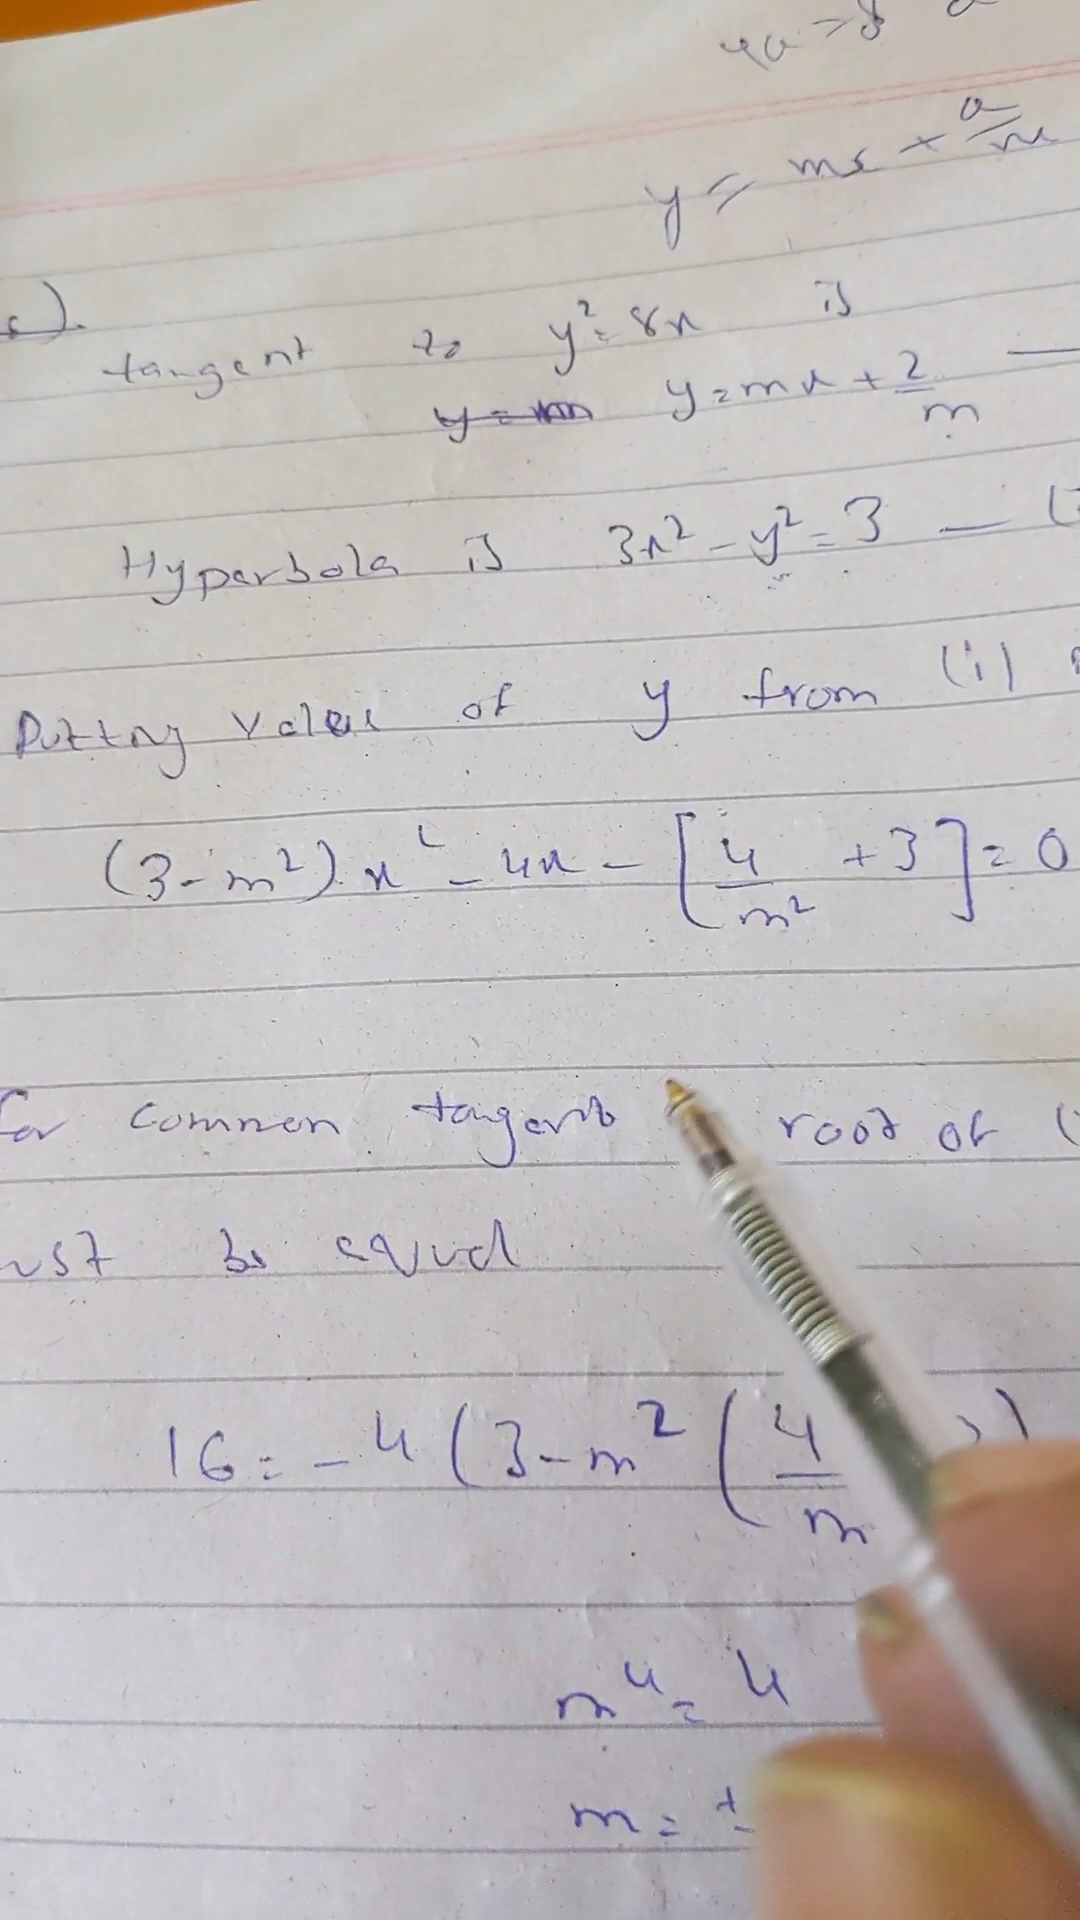 4a = 8 a
y = mx + a/m
c).
tangent to y² = 8x is
y = m y = mx + 2/m —
Hyperbola is 3x² - y² = 3 —
Putting value of y from (i)
(3 - m²) x² - 4x - [4/m² + 3] = 0
for common tangent root of (
ust be equal
16 = -4 (3 - m² (4/m
m⁴ = 4
m = ±